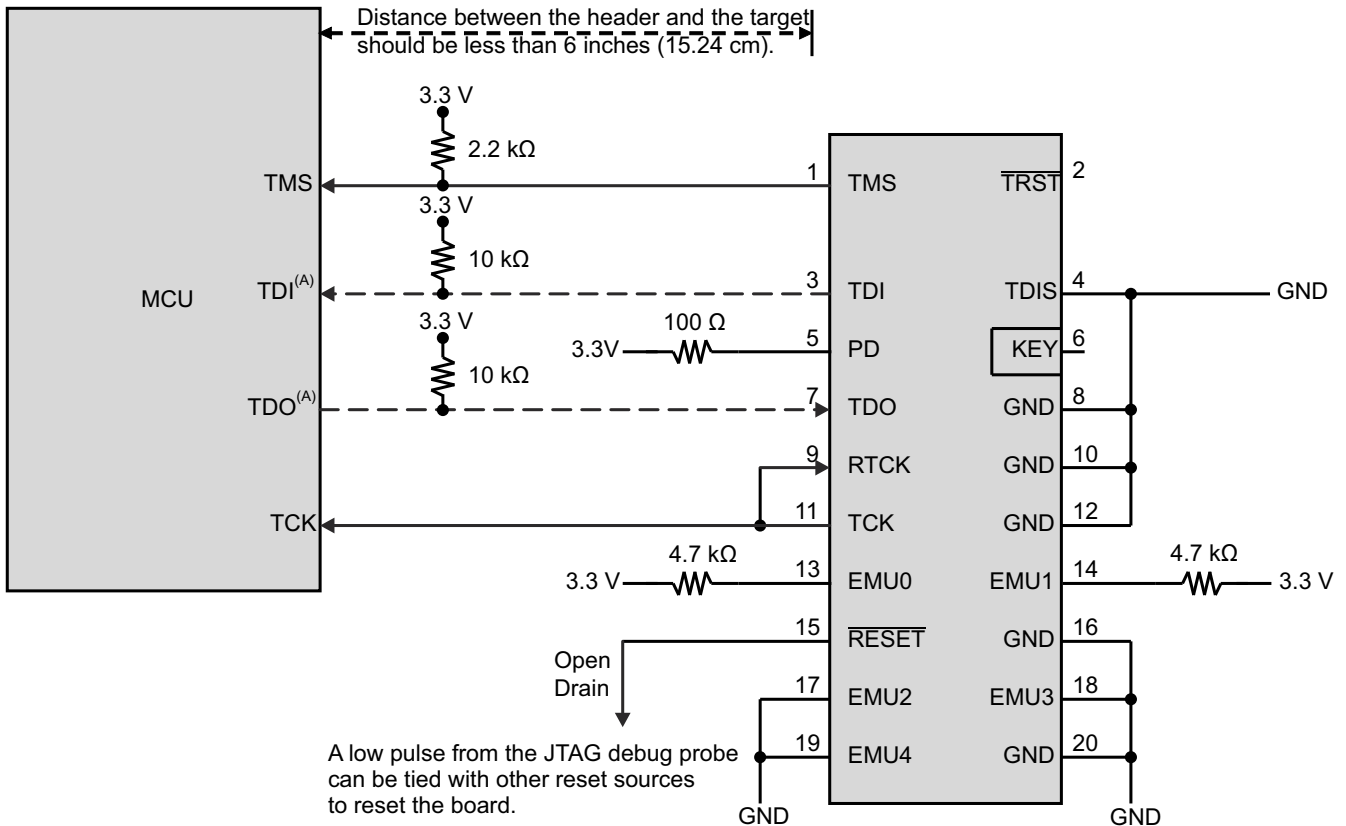 Distance between the header and the target
should be less than 6 inches (15.24 cm).
3.3 V
2.2 kΩ
TMS
1
TMS
TRST
2
3.3 V
10 kΩ
MCU
TDI(A)
3
TDI
TDIS
4
GND
3.3 V
100 Ω
3.3V
5
PD
KEY
6
10 kΩ
TDO(A)
7
TDO
GND
8
9
RTCK
GND
10
TCK
11
TCK
GND
12
4.7 kΩ
3.3 V
13
EMU0
EMU1
14
4.7 kΩ
3.3 V
15
RESET
GND
16
Open
Drain
17
EMU2
EMU3
18
A low pulse from the JTAG debug probe
can be tied with other reset sources
to reset the board.
19
EMU4
GND
20
GND
GND